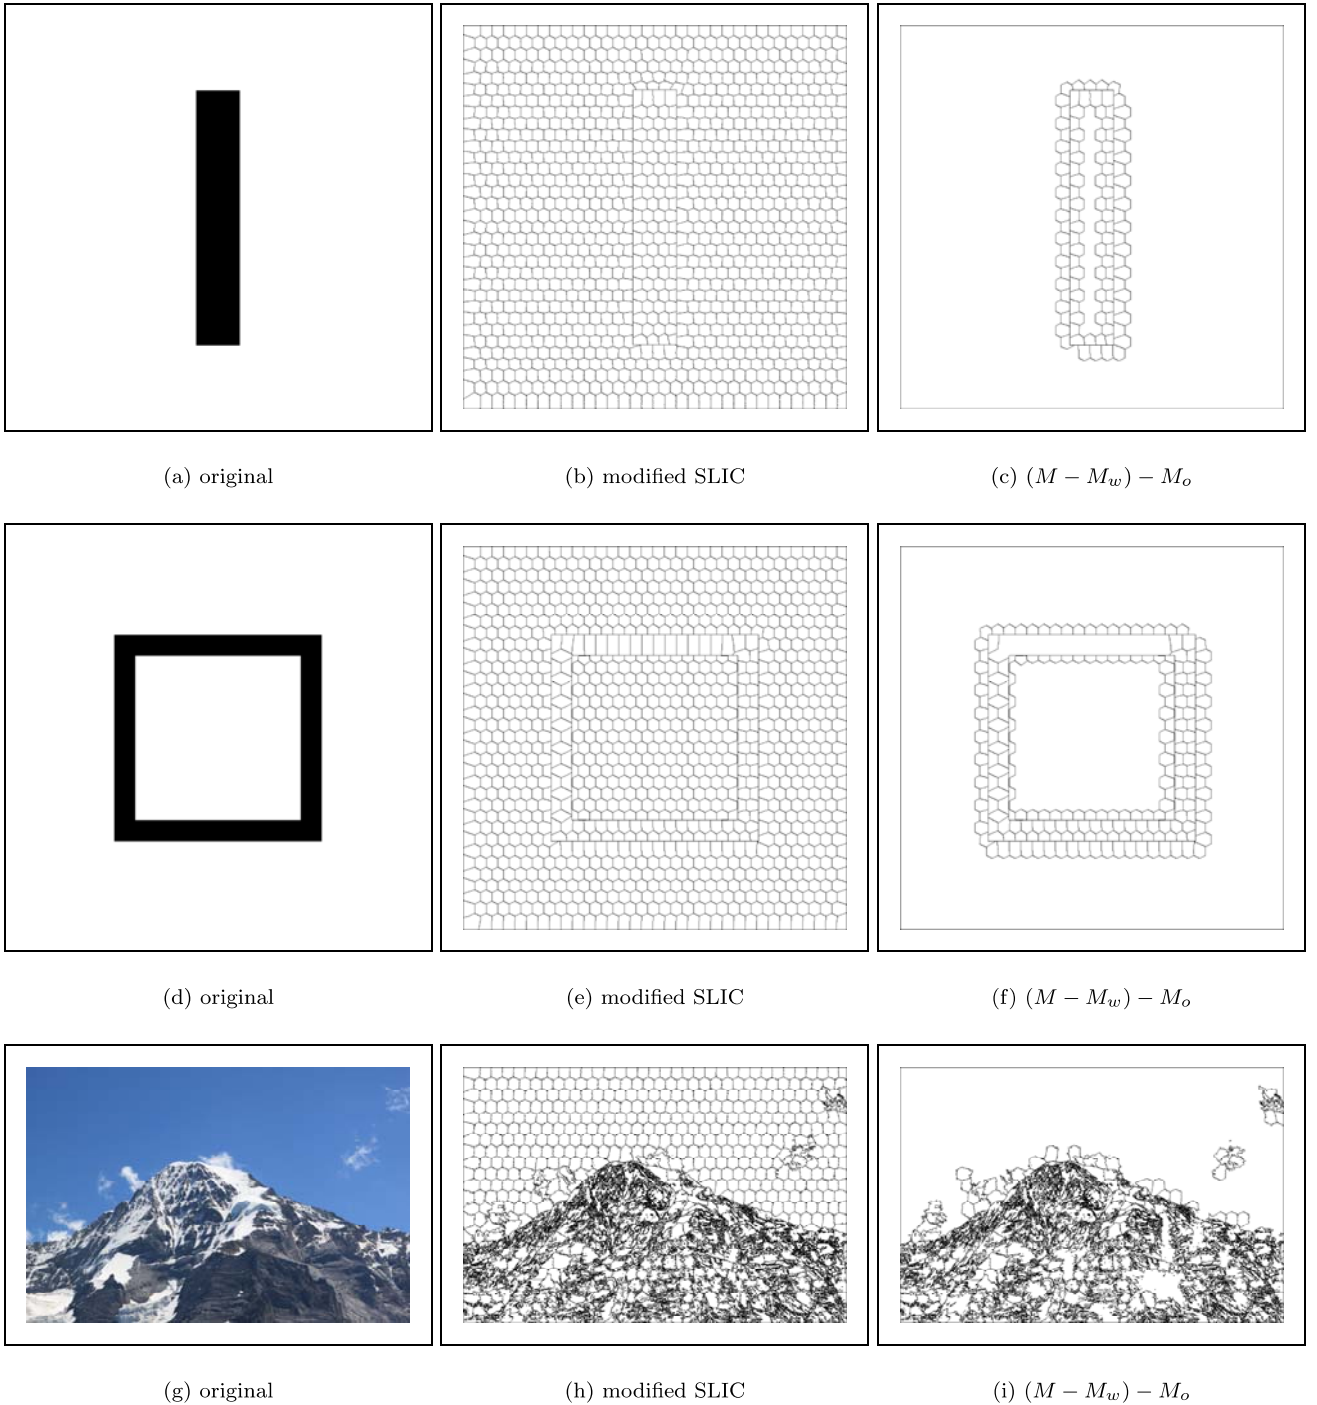 (a) original
(b) modified SLIC
(c) (M − M_w) − M_o
(d) original
(e) modified SLIC
(f) (M − M_w) − M_o
(g) original
(h) modified SLIC
(i) (M − M_w) − M_o